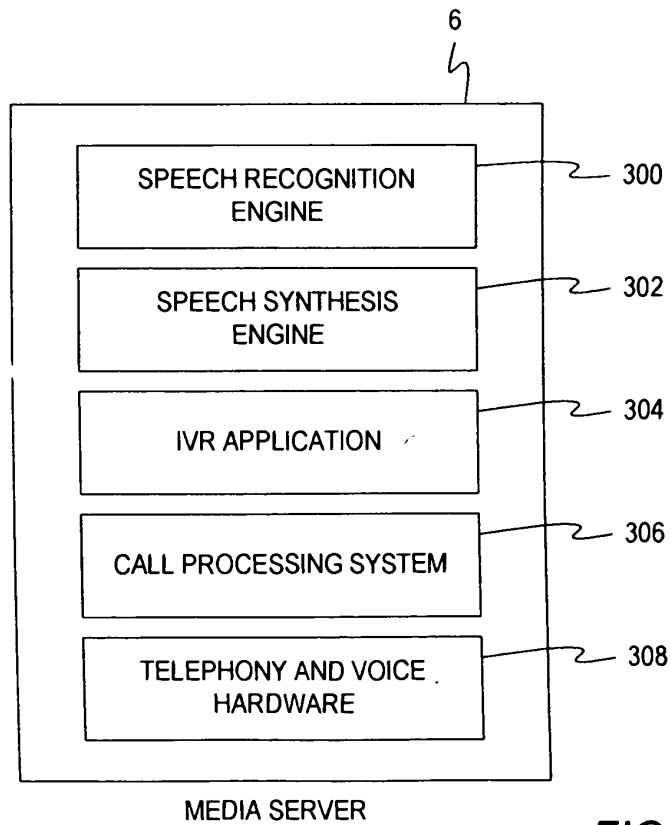 6
SPEECH RECOGNITION
ENGINE
300
SPEECH SYNTHESIS
ENGINE
302
IVR APPLICATION
304
CALL PROCESSING SYSTEM
306
TELEPHONY AND VOICE
HARDWARE
308
MEDIA SERVER